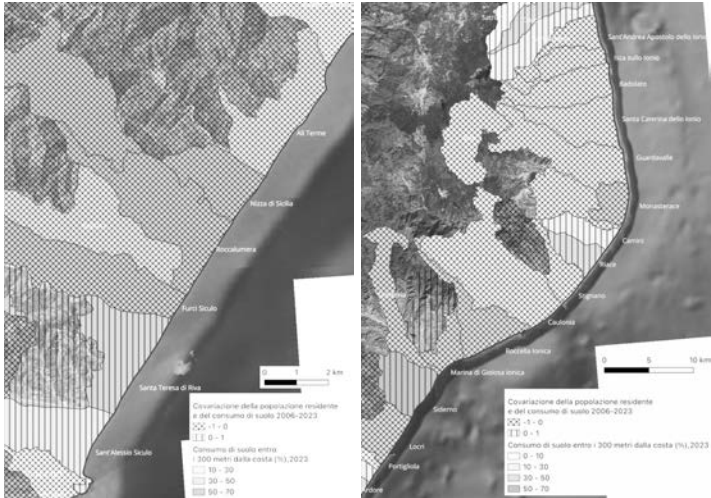 Alì Terme
Nizza di Sicilia
Roccalumera
Furci Siculo
Santa Teresa di Riva
Sant'Alessio Siculo
0 1 2 km
Covariazione della popolazione residente
e del consumo di suolo 2006-2023
-1 - 0
0 - 1
Consumo di suolo entro
i 300 metri dalla costa (%), 2023
10 - 30
30 - 50
50 - 70
Sant'Andrea Apostolo dello Ionio
Isca sullo Ionio
Badolato
Santa Caterina dello Ionio
Guardavalle
Monasterace
Camini
Riace
Stignano
Caulonia
Roccella Ionica
Marina di Gioiosa Ionica
Siderno
Locri
Portigliola
Ardore
0 5 10 km
Covariazione della popolazione residente
e del consumo di suolo 2006-2023
-1 - 0
0 - 1
Consumo di suolo entro i 300 metri dalla costa (%), 2023
0 - 10
10 - 30
30 - 50
50 - 70